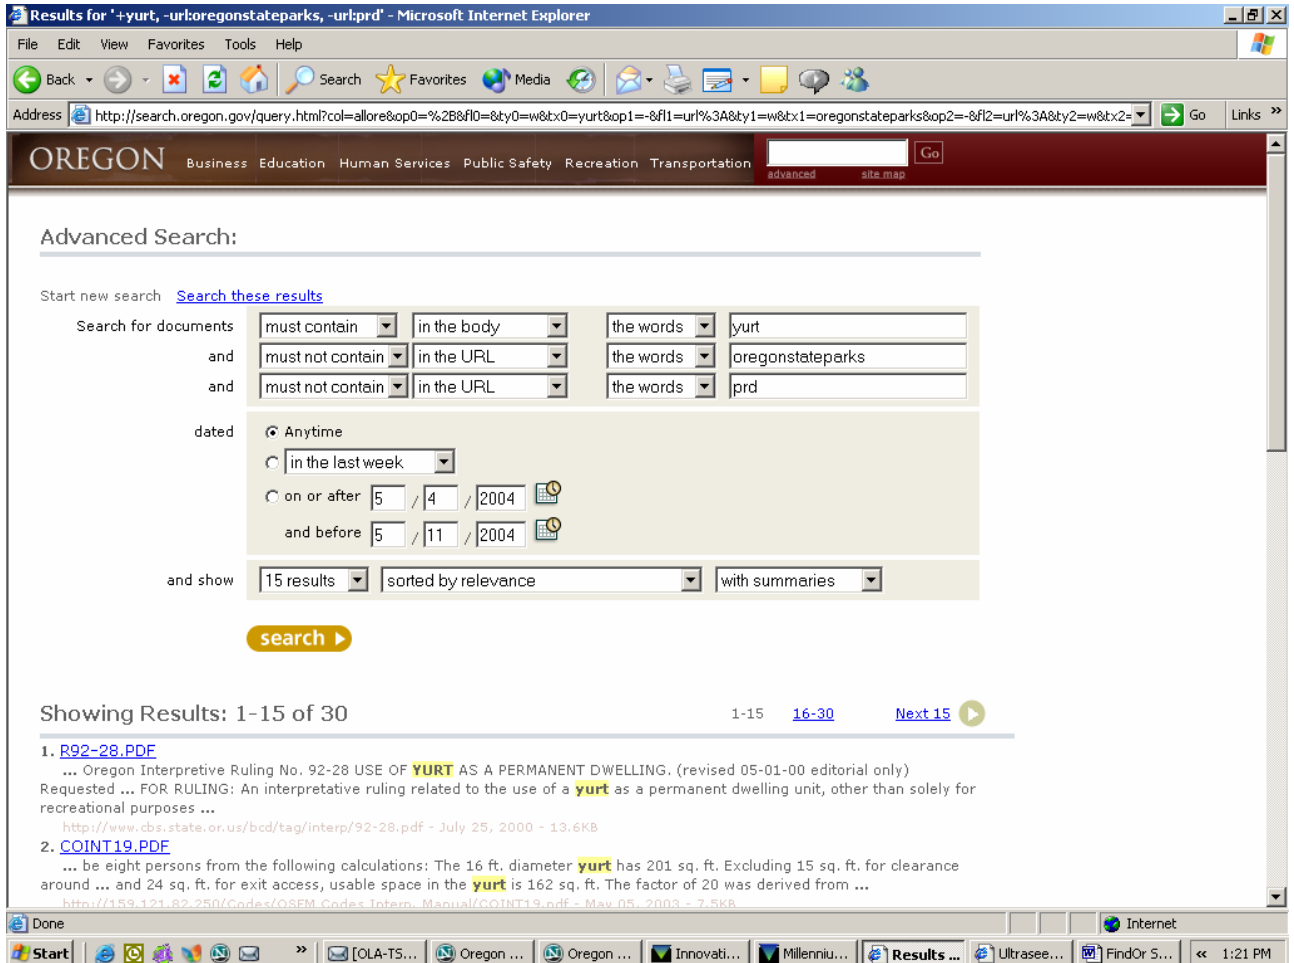 Results for '+yurt, -url:oregonstateparks, -url:prd' - Microsoft Internet Explorer
File Edit View Favorites Tools Help
Back Search Favorites Media
Address http://search.oregon.gov/query.html?col=allore&op0=%2B&fl0=&ty0=w&tx0=yurt&op1=-&fl1=url%3A&ty1=w&tx1=oregonstateparks&op2=-&fl2=url%3A&ty2=w&tx2= Go Links »
OREGON Business Education Human Services Public Safety Recreation Transportation Go
advanced site map
Advanced Search:
Start new search Search these results
Search for documents must contain in the body the words yurt
and must not contain in the URL the words oregonstateparks
and must not contain in the URL the words prd
dated Anytime
in the last week
on or after 5 / 4 / 2004
and before 5 / 11 / 2004
and show 15 results sorted by relevance with summaries
search
Showing Results: 1-15 of 30 1-15 16-30 Next 15
1. R92-28.PDF
... Oregon Interpretive Ruling No. 92-28 USE OF YURT AS A PERMANENT DWELLING. (revised 05-01-00 editorial only)
Requested ... FOR RULING: An interpretative ruling related to the use of a yurt as a permanent dwelling unit, other than solely for
recreational purposes ...
http://www.cbs.state.or.us/bcd/tag/interp/92-28.pdf - July 25, 2000 - 13.6KB
2. COINT19.PDF
... be eight persons from the following calculations: The 16 ft. diameter yurt has 201 sq. ft. Excluding 15 sq. ft. for clearance
around ... and 24 sq. ft. for exit access, usable space in the yurt is 162 sq. ft. The factor of 20 was derived from ...
http://159.121.82.250/Codes/OSFM_Codes_Interp_Manual/COINT19.pdf - May 05, 2003 - 7.5KB
Done Internet
Start » [OLA-TS... Oregon ... Oregon ... Innovati... Millenniu... Results ... Ultrasee... FindOr S... « 1:21 PM